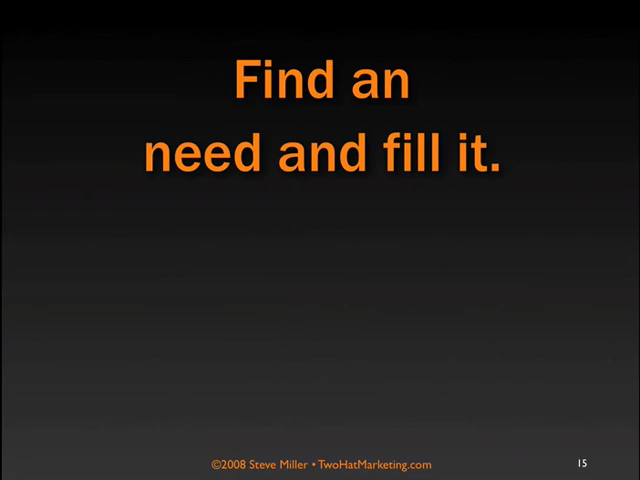 Find an
need and fill it.
©2008 Steve Miller • TwoHatMarketing.com
15